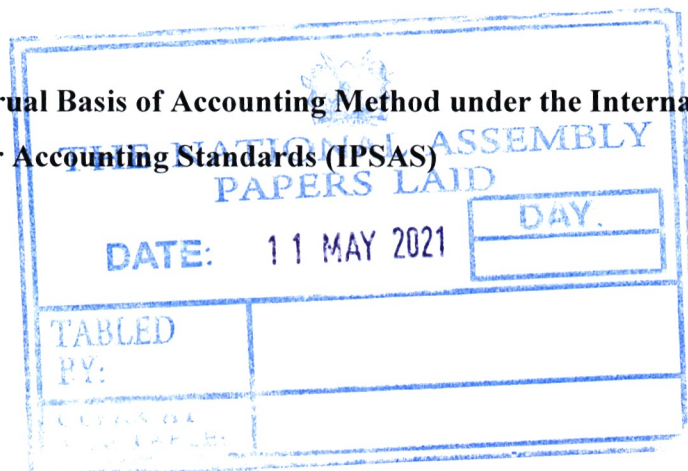 rual Basis of Accounting Method under the Interna
r Accounting Standards (IPSAS)
THE NATIONAL ASSEMBLY
PAPERS LAID
DAY.
DATE: 11 MAY 2021
TABLED
BY: